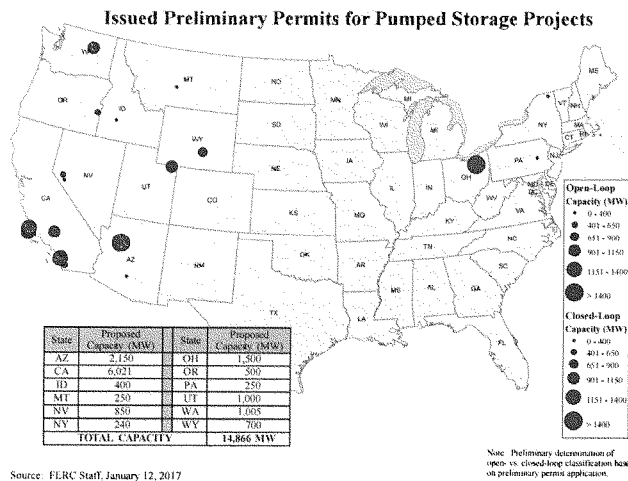 Issued Preliminary Permits for Pumped Storage Projects
WA
MT
ND
ME
OR
ID
MN
VT
NH
SD
WI
MI
MI
NY
MA
CT
RI
WY
IA
PA
NJ
NE
OH
NV
UT
IL
IN
MD
DE
DC
CO
WV
CA
KS
MO
KY
VA
TN
NC
AZ
NM
OK
AR
SC
MS
AL
GA
TX
LA
FL
Open-Loop
Capacity (MW)
0 - 400
401 - 650
651 - 900
901 - 1150
1151 - 1400
> 1400
Closed-Loop
Capacity (MW)
0 - 400
401 - 650
651 - 900
901 - 1150
1151 - 1400
> 1400
State Proposed Capacity (MW) State Proposed Capacity (MW)
AZ 2,150 OH 1,500
CA 6,021 OR 500
ID 400 PA 250
MT 250 UT 1,000
NV 850 WA 1,005
NY 240 WY 700
TOTAL CAPACITY 14,866 MW
Note Preliminary determination of
open- vs. closed-loop classification
on preliminary permit application.
Source: FERC Staff, January 12, 2017